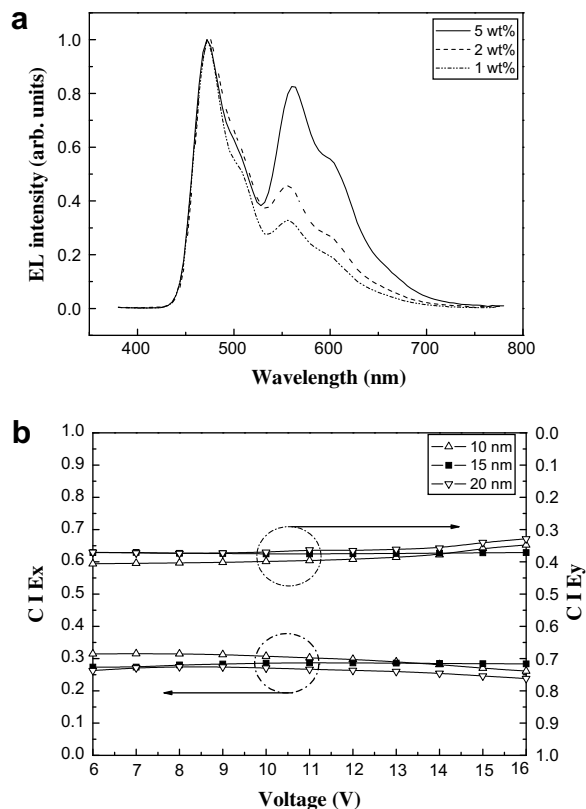 a
5 wt%
2 wt%
1 wt%
EL intensity (arb. units)
1.0
0.8
0.6
0.4
0.2
0.0
400 500 600 700 800
Wavelength (nm)
b
10 nm
15 nm
20 nm
CIEx
1.0
0.9
0.8
0.7
0.6
0.5
0.4
0.3
0.2
0.1
0.0
0.0
0.1
0.2
0.3
0.4
0.5
0.6
0.7
0.8
0.9
1.0
CIEy
6 7 8 9 10 11 12 13 14 15 16
Voltage (V)